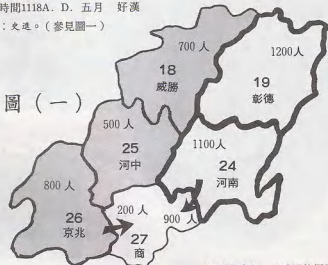 時間1118A.D. 五月 好漢
：史進。(參見圖一)
圖(一)
700人
18
威勝
1200人
19
彰德
500人
25
河中
1100人
24
河南
800人
26
京兆
200人
27
商
900人